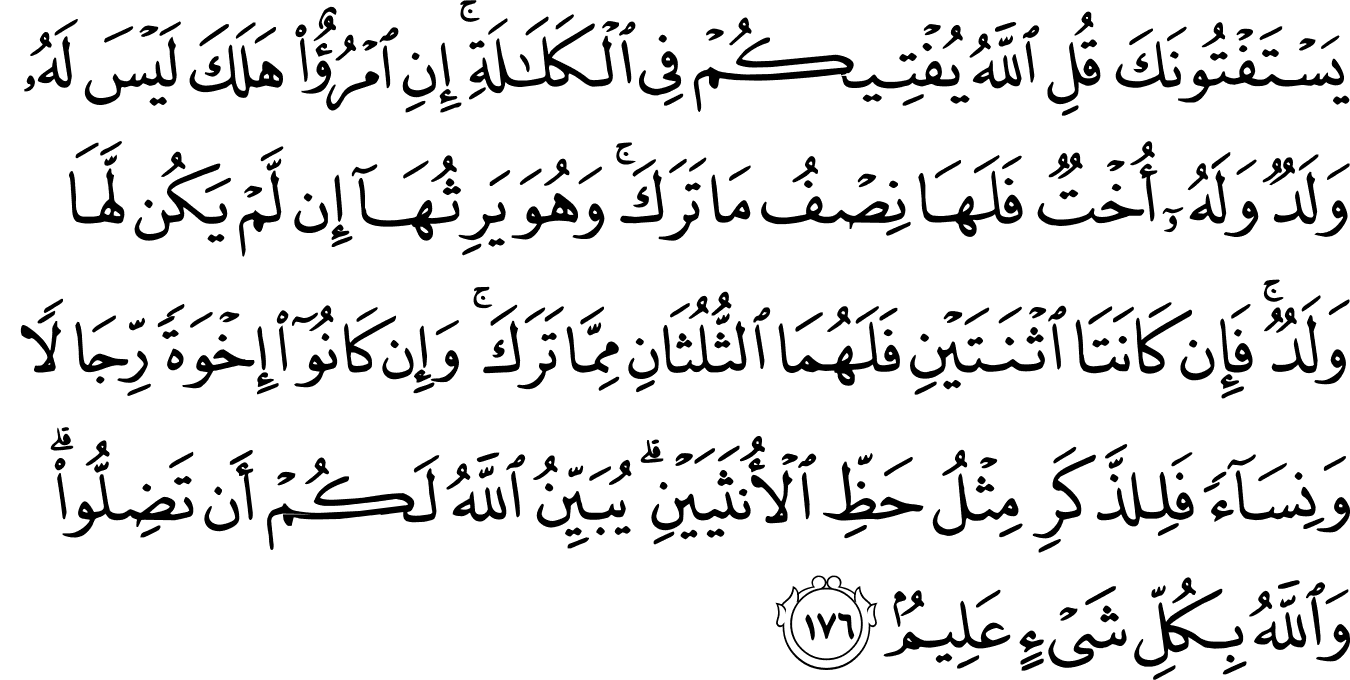 يَسۡتَفۡتُونَكَ قُلِ ٱللَّهُ يُفۡتِيكُمۡ فِي ٱلۡكَلَٰلَةِۚ إِنِ ٱمۡرُؤٌاْ هَلَكَ لَيۡسَ لَهُۥ
وَلَدٞ وَلَهُۥٓ أُخۡتٞ فَلَهَا نِصۡفُ مَا تَرَكَۚ وَهُوَ يَرِثُهَآ إِن لَّمۡ يَكُن لَّهَا
وَلَدٞۚ فَإِن كَانَتَا ٱثۡنَتَيۡنِ فَلَهُمَا ٱلثُّلُثَانِ مِمَّا تَرَكَۚ وَإِن كَانُوٓاْ إِخۡوَةٗ رِّجَالٗا
وَنِسَآءٗ فَلِلذَّكَرِ مِثۡلُ حَظِّ ٱلۡأُنثَيَيۡنِۗ يُبَيِّنُ ٱللَّهُ لَكُمۡ أَن تَضِلُّواْۗ
وَٱللَّهُ بِكُلِّ شَيۡءٍ عَلِيمُۢ ١٧٦